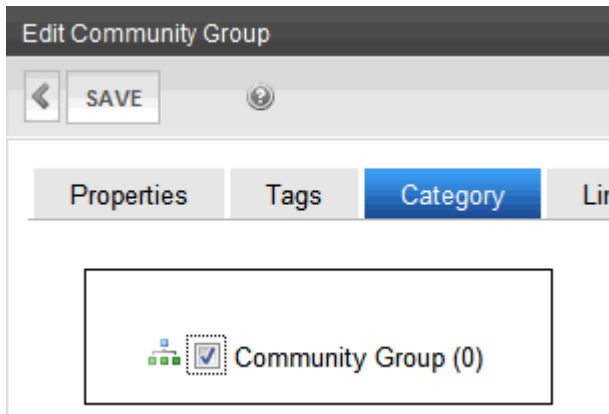 Edit Community Group
SAVE
Properties Tags Category
Community Group (0)